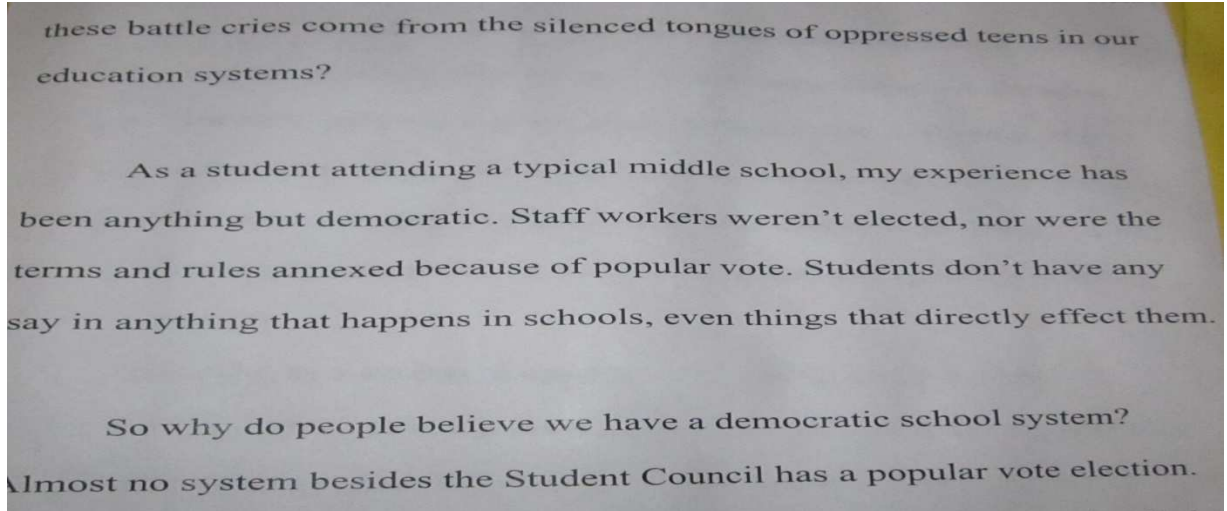 these battle cries come from the silenced tongues of oppressed teens in our
education systems?
As a student attending a typical middle school, my experience has
been anything but democratic. Staff workers weren’t elected, nor were the
terms and rules annexed because of popular vote. Students don’t have any
say in anything that happens in schools, even things that directly effect them.
So why do people believe we have a democratic school system?
Almost no system besides the Student Council has a popular vote election.